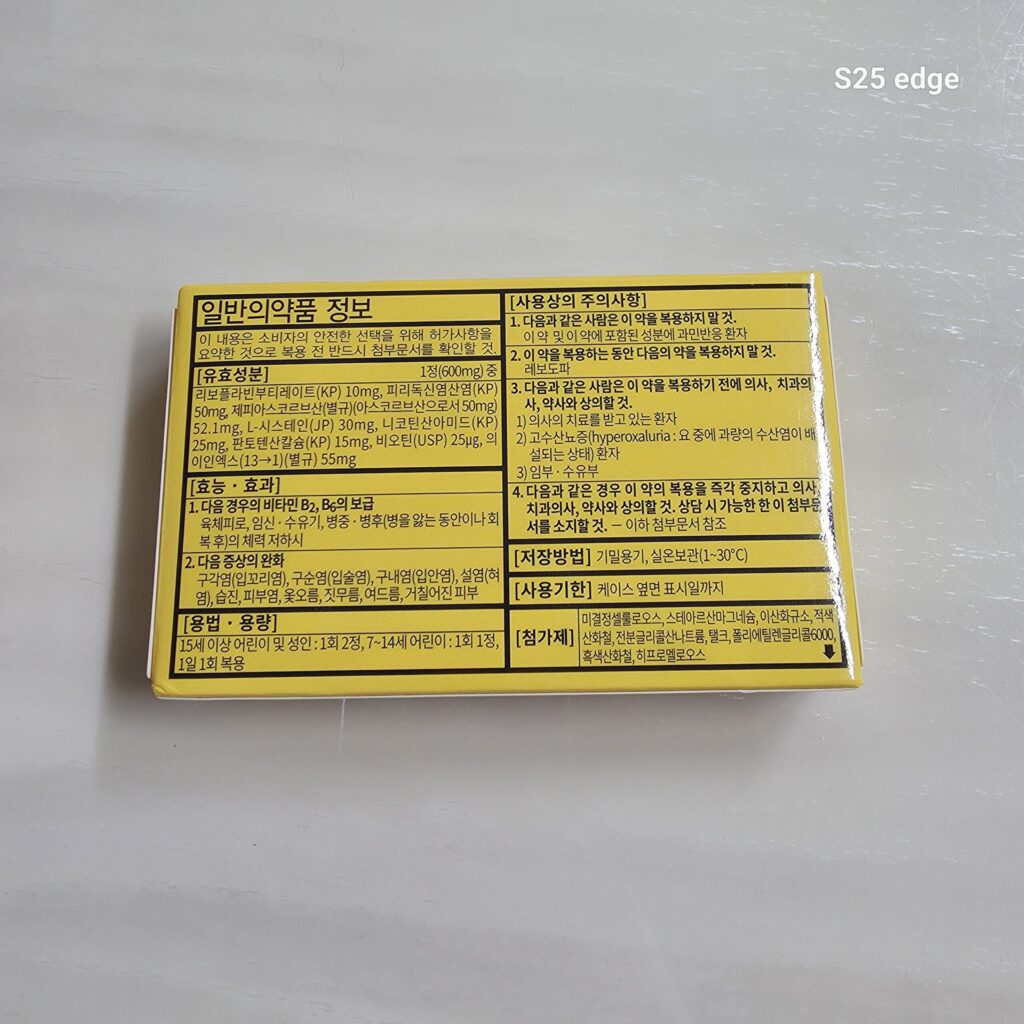 S25 edge
일반의약품 정보
이 내용은 소비자의 안전한 선택을 위해 허가사항을
요약한 것으로 복용 전 반드시 첨부문서를 확인할 것.
[유효성분] 1정(600mg) 중
리보플라빈부티레이트(KP) 10mg, 피리독신염산염(KP)
50mg, 제피아스코르브산(별규)(아스코르브산으로서 50mg)
52.1mg, L-시스테인(JP) 30mg, 니코틴산아미드(KP)
25mg, 판토텐산칼슘(KP) 15mg, 비오틴(USP) 25μg, 의
이인엑스(13→1)(별규) 55mg
[효능·효과]
1. 다음 경우의 비타민 B2, B6의 보급
육체피로, 임신·수유기, 병중·병후(병을 앓는 동안이나 회
복 후)의 체력 저하시
2. 다음 증상의 완화
구각염(입꼬리염), 구순염(입술염), 구내염(입안염), 설염(혀
염), 습진, 피부염, 옻오름, 짓무름, 여드름, 거칠어진 피부
[용법·용량]
15세 이상 어린이 및 성인 : 1회 2정, 7~14세 어린이 : 1회 1정,
1일 1회 복용
[사용상의 주의사항]
1. 다음과 같은 사람은 이 약을 복용하지 말 것.
이 약 및 이 약에 포함된 성분에 과민반응 환자
2. 이 약을 복용하는 동안 다음의 약을 복용하지 말 것.
레보도파
3. 다음과 같은 사람은 이 약을 복용하기 전에 의사, 치과의
사, 약사와 상의할 것.
1) 의사의 치료를 받고 있는 환자
2) 고수산뇨증(hyperoxaluria : 요 중에 과량의 수산염이 배
설되는 상태) 환자
3) 임부·수유부
4. 다음과 같은 경우 이 약의 복용을 즉각 중지하고 의사,
치과의사, 약사와 상의할 것. 상담 시 가능한 한 이 첨부문
서를 소지할 것. ─ 이하 첨부문서 참조
[저장방법] 기밀용기, 실온보관(1~30℃)
[사용기한] 케이스 옆면 표시일까지
[첨가제] 미결정셀룰로오스, 스테아르산마그네슘, 이산화규소, 적색
산화철, 전분글리콜산나트륨, 탤크, 폴리에틸렌글리콜6000,
흑색산화철, 히프로멜로오스